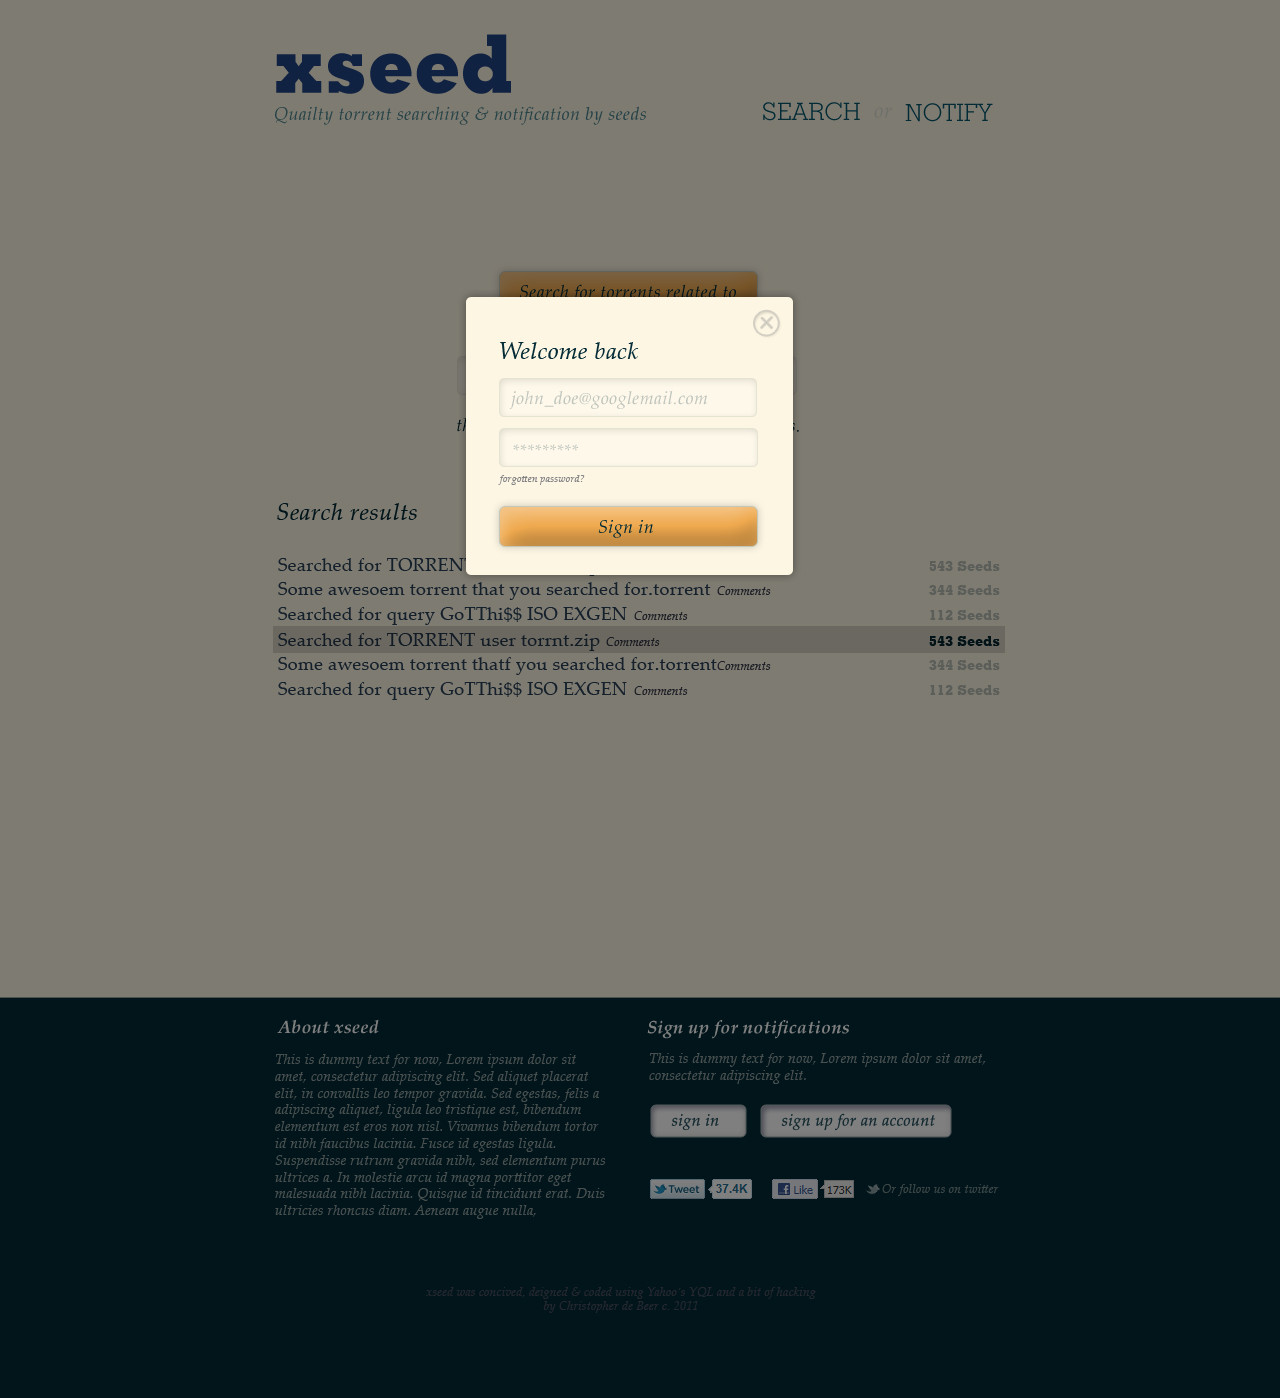 xseed
Quailty torrent searching & notification by seeds
SEARCH or NOTIFY
Search for torrents related to
Welcome back
john_doe@googlemail.com
*********
forgotten password?
Sign in
Search results
Searched for TORRENT 543 Seeds
Some awesoem torrent that you searched for.torrent Comments 344 Seeds
Searched for query GoTThi$$ ISO EXGEN Comments 112 Seeds
Searched for TORRENT user torrnt.zip Comments 543 Seeds
Some awesoem torrent thatf you searched for.torrentComments 344 Seeds
Searched for query GoTThi$$ ISO EXGEN Comments 112 Seeds
About xseed
This is dummy text for now, Lorem ipsum dolor sit
amet, consectetur adipiscing elit. Sed aliquet placerat
elit, in convallis leo tempor gravida. Sed egestas, felis a
adipiscing aliquet, ligula leo tristique est, bibendum
elementum est eros non nisl. Vivamus bibendum tortor
id nibh faucibus lacinia. Fusce id egestas ligula.
Suspendisse rutrum gravida nibh, sed elementum purus
ultrices a. In molestie arcu id magna porttitor eget
malesuada nibh lacinia. Quisque id tincidunt erat. Duis
ultricies rhoncus diam. Aenean augue nulla,
Sign up for notifications
This is dummy text for now, Lorem ipsum dolor sit amet,
consectetur adipiscing elit.
sign in
sign up for an account
Tweet 37.4K Like 173K Or follow us on twitter
xseed was concived, deigned & coded using Yahoo's YQL and a bit of hacking
by Christopher de Beer c. 2011